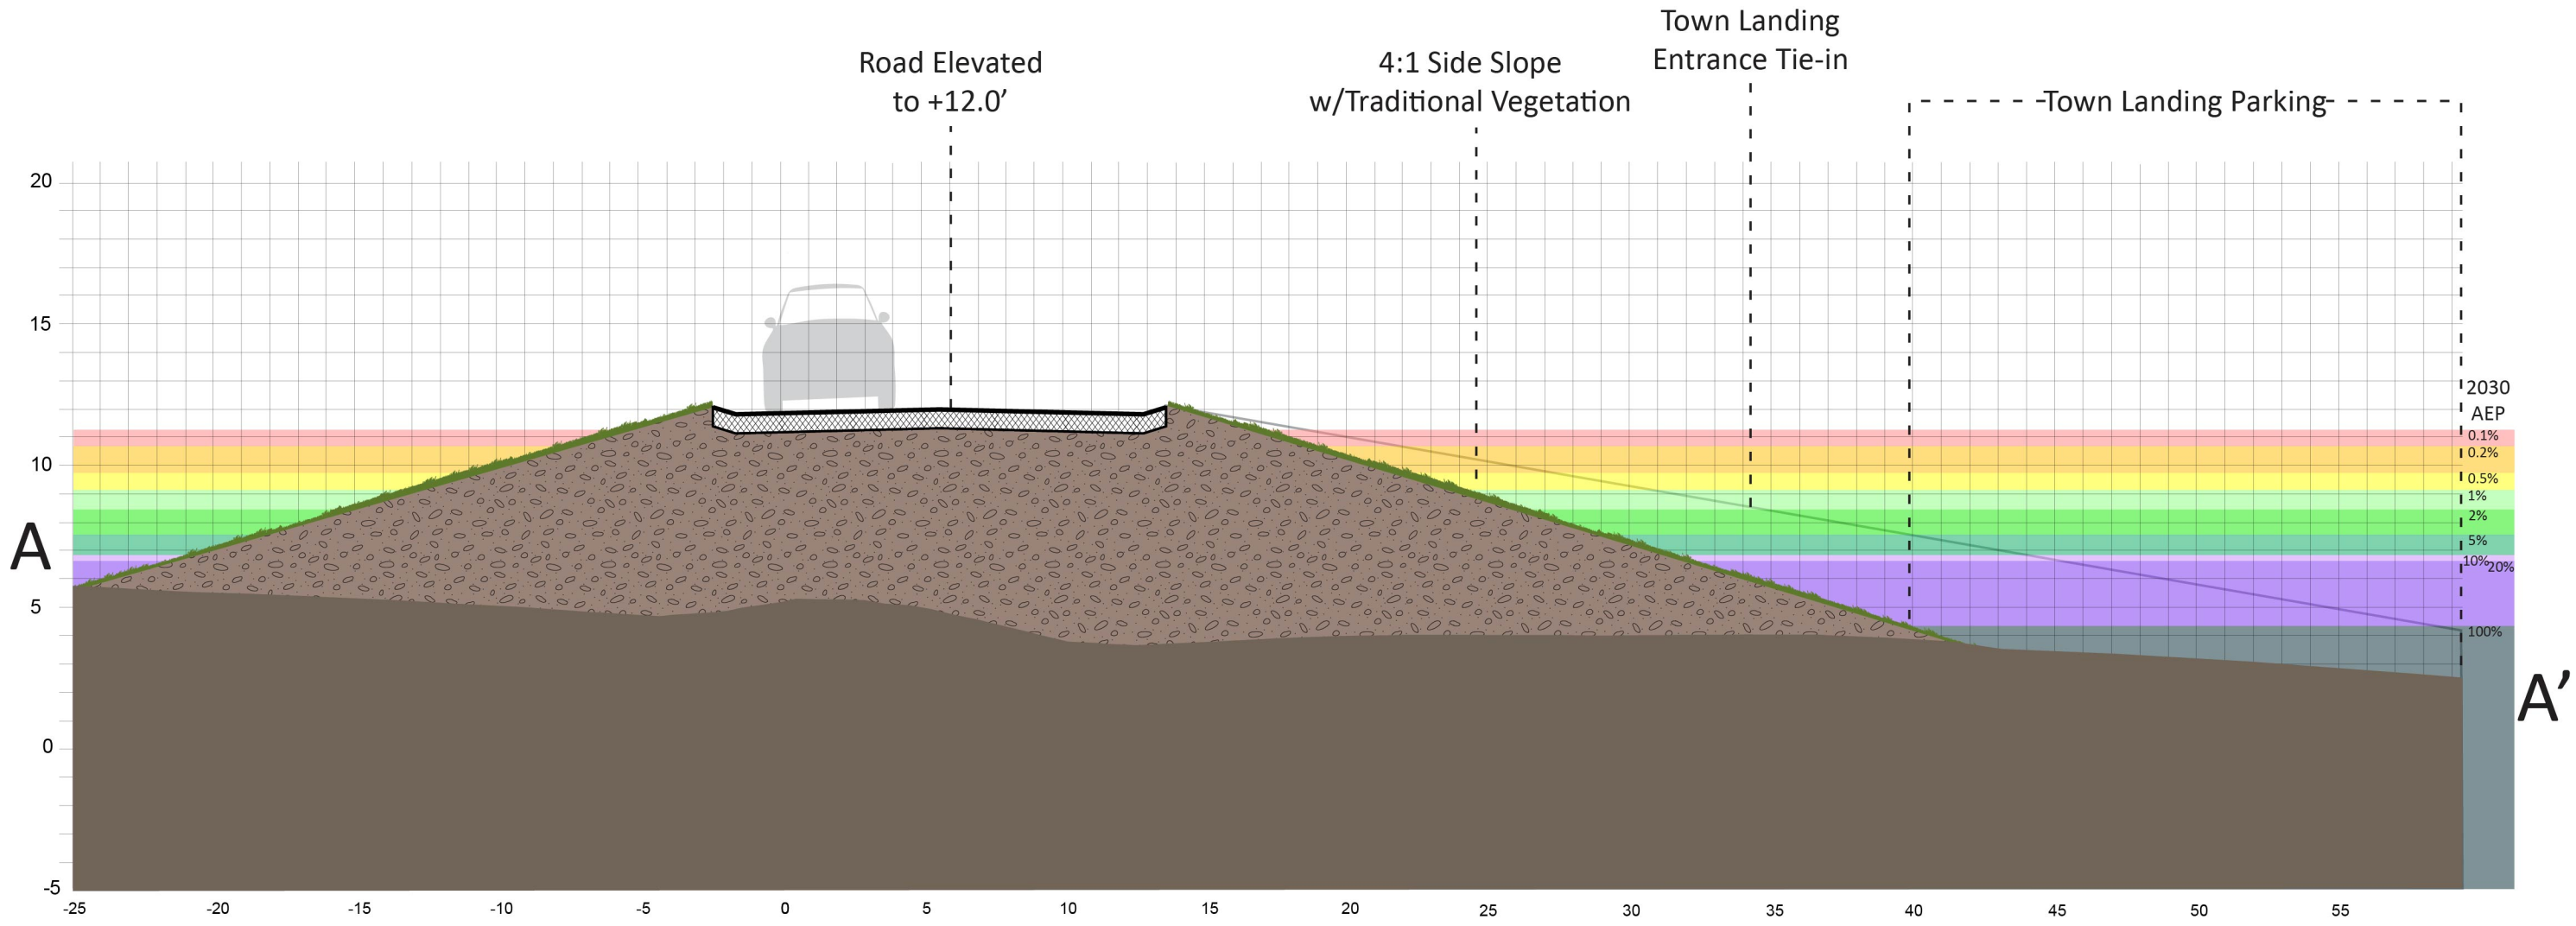 Town Landing
Entrance Tie-in
Road Elevated
to +12.0’
4:1 Side Slope
w/Traditional Vegetation
Town Landing Parking
20
15
10
5
0
-5
2030
AEP
0.1%
0.2%
0.5%
1%
2%
5%
10%
20%
100%
A
A’
-25 -20 -15 -10 -5 0 5 10 15 20 25 30 35 40 45 50 55